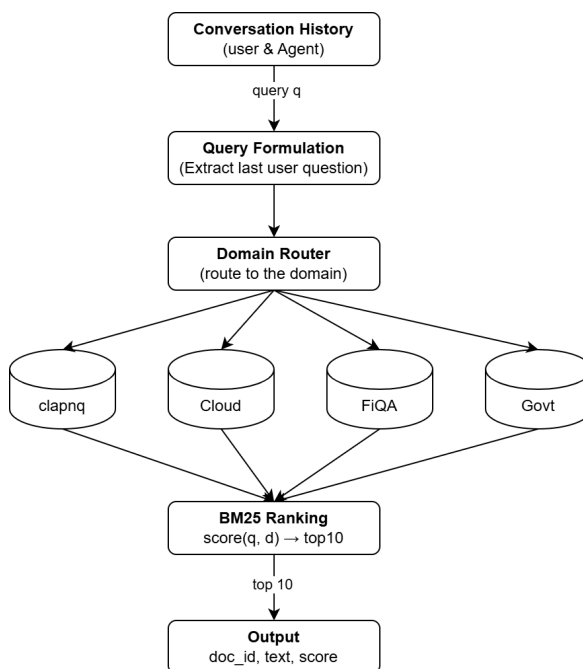 Conversation History
(user & Agent)
query q
Query Formulation
(Extract last user question)
Domain Router
(route to the domain)
clapnq
Cloud
FiQA
Govt
BM25 Ranking
score(q, d) → top10
top 10
Output
doc_id, text, score